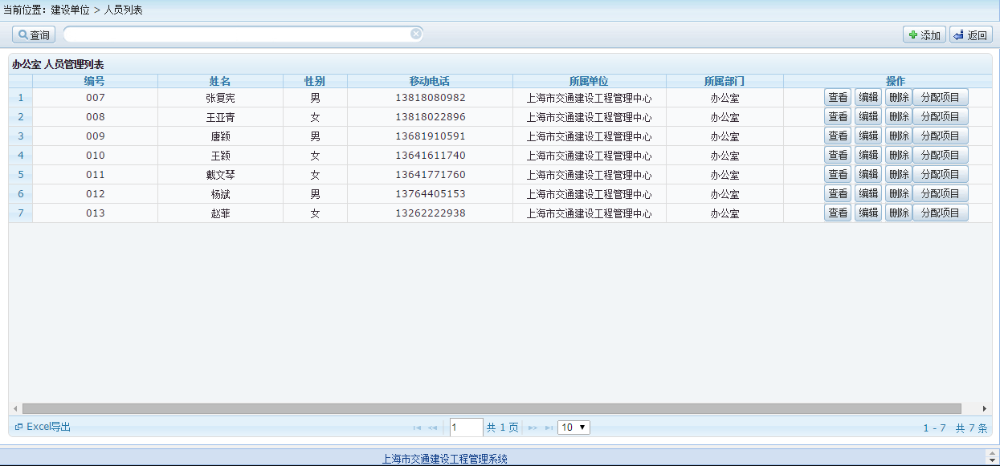 当前位置：建设单位 > 人员列表
查询 添加 返回
办公室 人员管理列表
编号 姓名 性别 移动电话 所属单位 所属部门 操作
1 007 张复宪 男 13818080982 上海市交通建设工程管理中心 办公室 查看 编辑 删除 分配项目
2 008 王亚青 女 13818022896 上海市交通建设工程管理中心 办公室 查看 编辑 删除 分配项目
3 009 唐颖 男 13681910591 上海市交通建设工程管理中心 办公室 查看 编辑 删除 分配项目
4 010 王颖 女 13641611740 上海市交通建设工程管理中心 办公室 查看 编辑 删除 分配项目
5 011 戴文琴 女 13641771760 上海市交通建设工程管理中心 办公室 查看 编辑 删除 分配项目
6 012 杨斌 男 13764405153 上海市交通建设工程管理中心 办公室 查看 编辑 删除 分配项目
7 013 赵菲 女 13262222938 上海市交通建设工程管理中心 办公室 查看 编辑 删除 分配项目
Excel导出 1 共 1 页 10 1 - 7 共 7 条
上海市交通建设工程管理系统